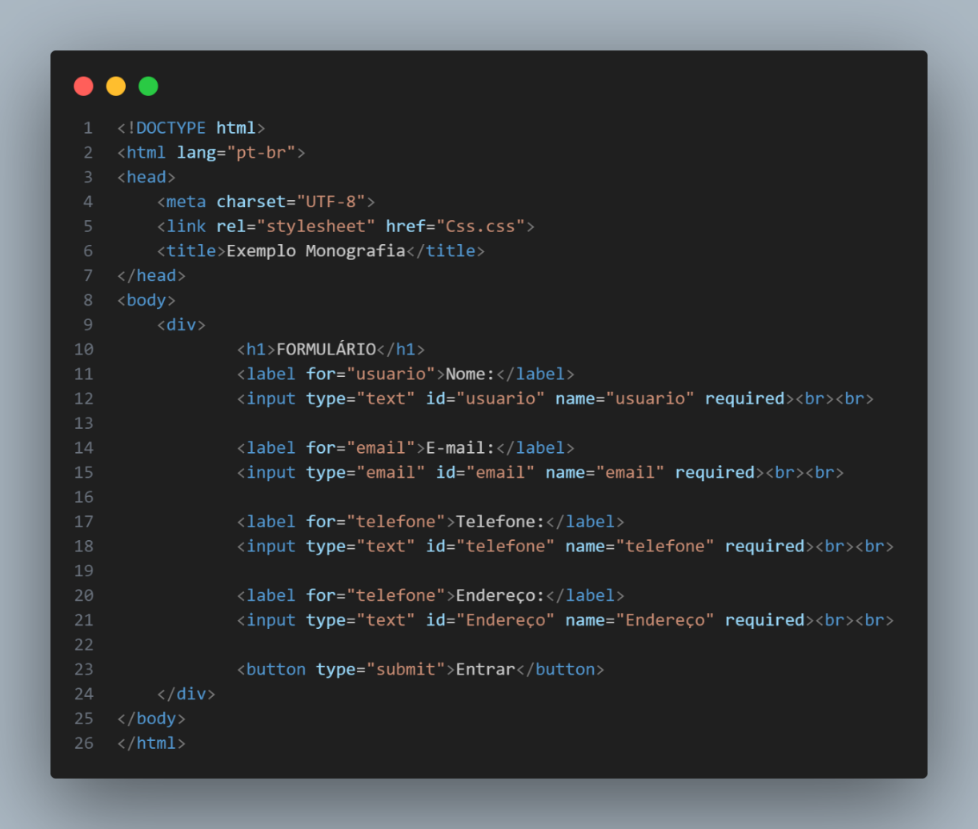 1 <!DOCTYPE html>
2 <html lang="pt-br">
3 <head>
4     <meta charset="UTF-8">
5     <link rel="stylesheet" href="Css.css">
6     <title>Exemplo Monografia</title>
7 </head>
8 <body>
9     <div>
10             <h1>FORMULÁRIO</h1>
11             <label for="usuario">Nome:</label>
12             <input type="text" id="usuario" name="usuario" required><br><br>
13
14             <label for="email">E-mail:</label>
15             <input type="email" id="email" name="email" required><br><br>
16
17             <label for="telefone">Telefone:</label>
18             <input type="text" id="telefone" name="telefone" required><br><br>
19
20             <label for="telefone">Endereço:</label>
21             <input type="text" id="Endereço" name="Endereço" required><br><br>
22
23             <button type="submit">Entrar</button>
24     </div>
25 </body>
26 </html>